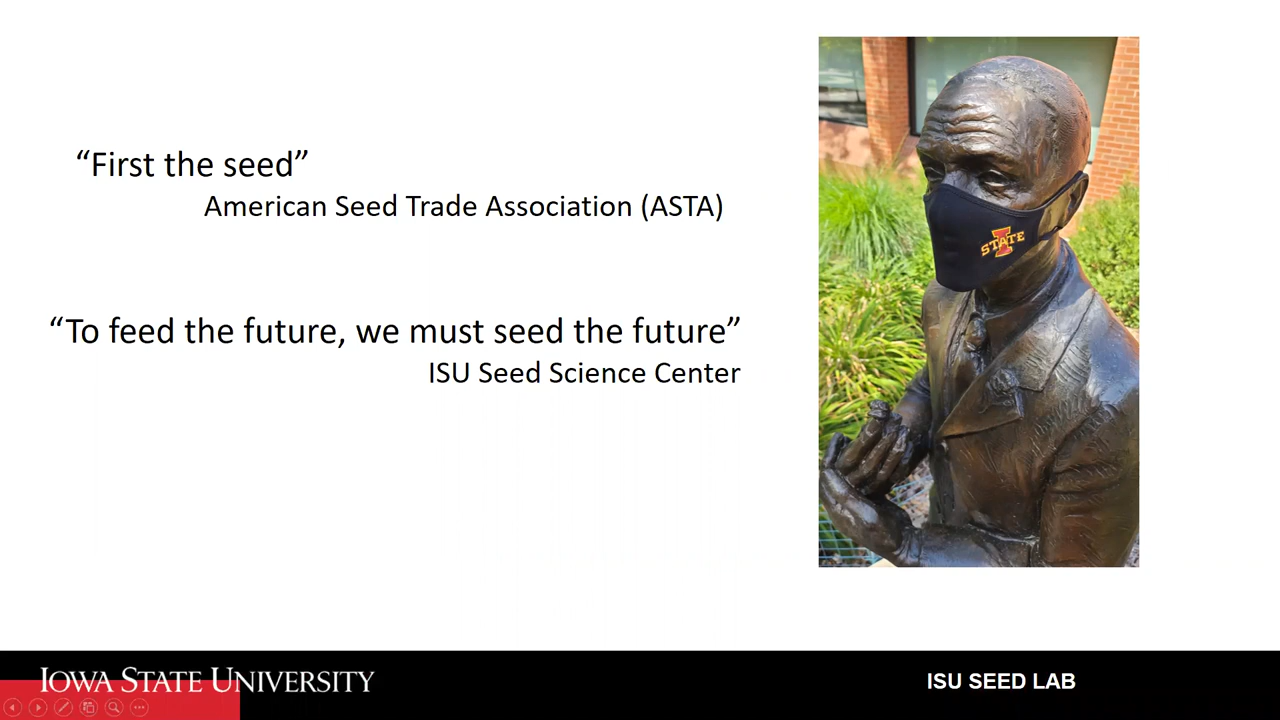 “First the seed”
American Seed Trade Association (ASTA)
“To feed the future, we must seed the future”
ISU Seed Science Center
STATE
IOWA STATE UNIVERSITY
ISU SEED LAB